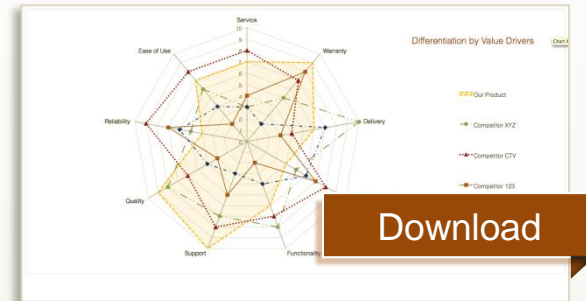 Service
Differentiation by Value Drivers
Ease of Use
Warranty
10
9
8
7
6
5
4
3
2
1
0
Our Product
Competitor XYZ
Reliability
Delivery
Competitor CTV
Competitor 123
Quality
Download
Support
Functionality